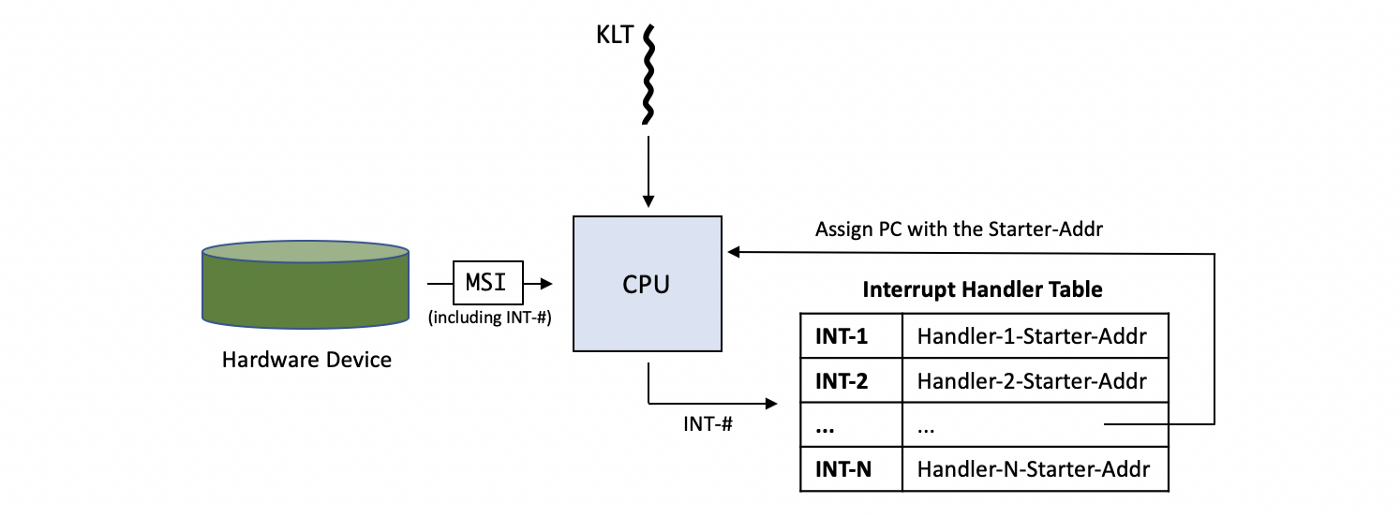 KLT
Assign PC with the Starter-Addr
MSI
CPU
(including INT-#)
Hardware Device
INT-#
Interrupt Handler Table
INT-1 Handler-1-Starter-Addr
INT-2 Handler-2-Starter-Addr
... ...
INT-N Handler-N-Starter-Addr